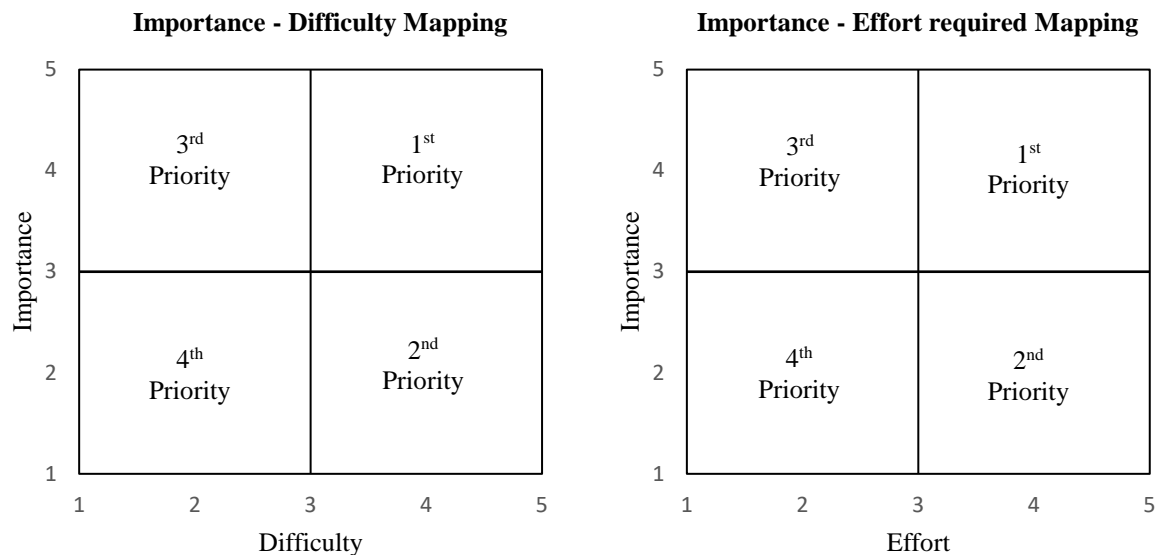 Importance - Difficulty Mapping
5
4
3
2
1
Importance
3rd
Priority
1st
Priority
4th
Priority
2nd
Priority
1
2
3
4
5
Difficulty
Importance - Effort required Mapping
5
4
3
2
1
Importance
3rd
Priority
1st
Priority
4th
Priority
2nd
Priority
1
2
3
4
5
Effort